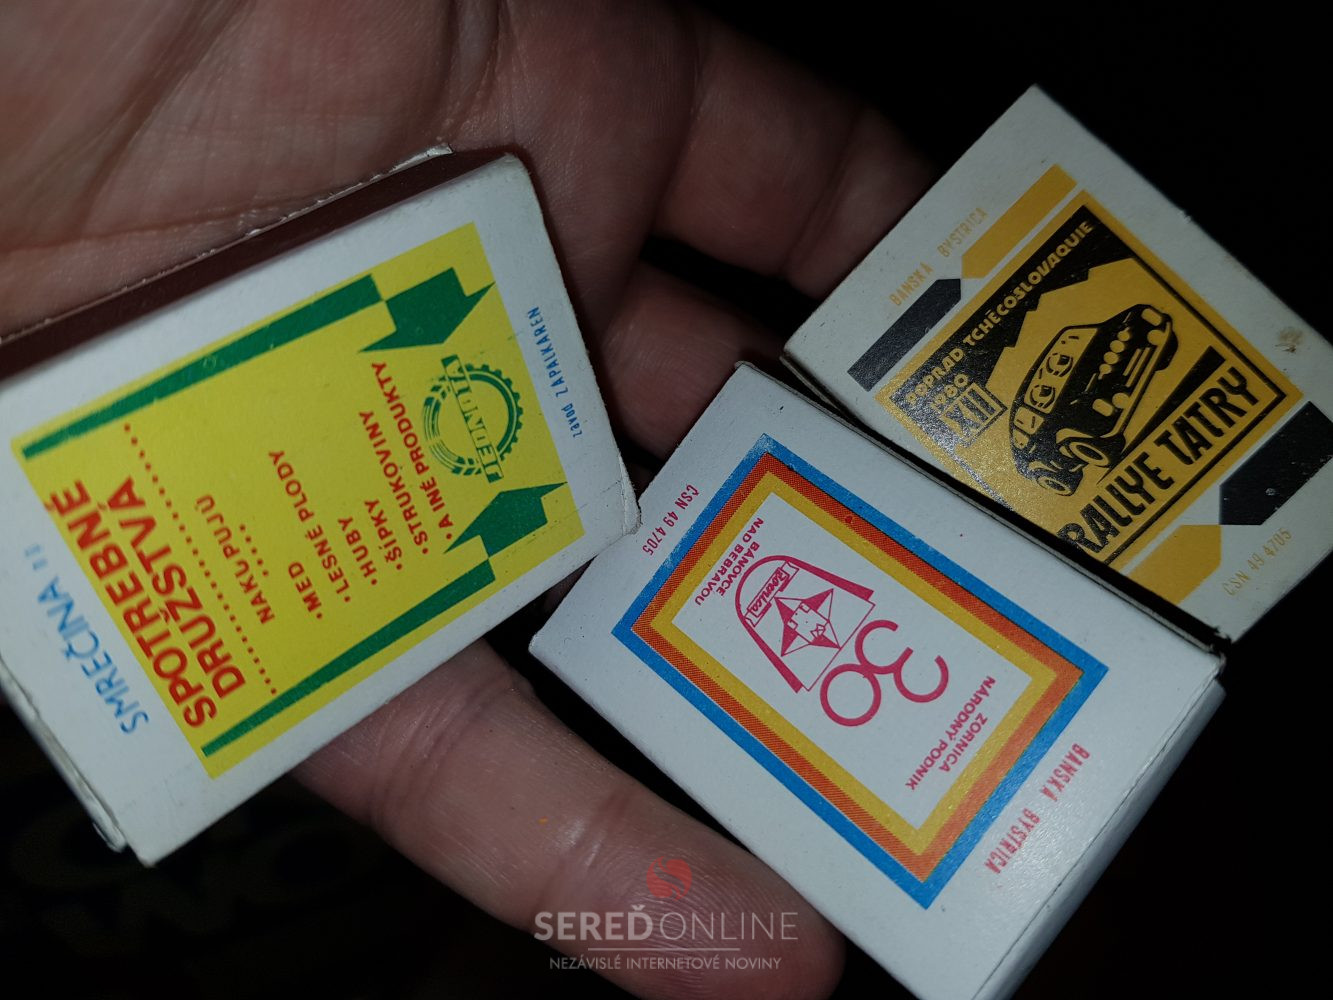 SMREČINA n.p.
SPOTREBNÉ
DRUŽSTVÁ
NAKUPUJÚ
• MED
• LESNÉ PLODY
• HUBY
• ŠÍPKY
• STRUKOVINY
• A INÉ PRODUKTY
JEDNOTA
závod ZÁPALKÁREŇ
ČSN 49 4705
BÁNOVCE
NAD BEBRAVOU
30
ZORNICA
NÁRODNÝ PODNIK
BANSKÁ BYSTRICA
BANSKÁ BYSTRICA
POPRAD TCHÉCOSLOVAQUIE
1980
XII
RALLYE TATRY
ČSN 49 4705
SEREĎONLINE
NEZÁVISLÉ INTERNETOVÉ NOVINY